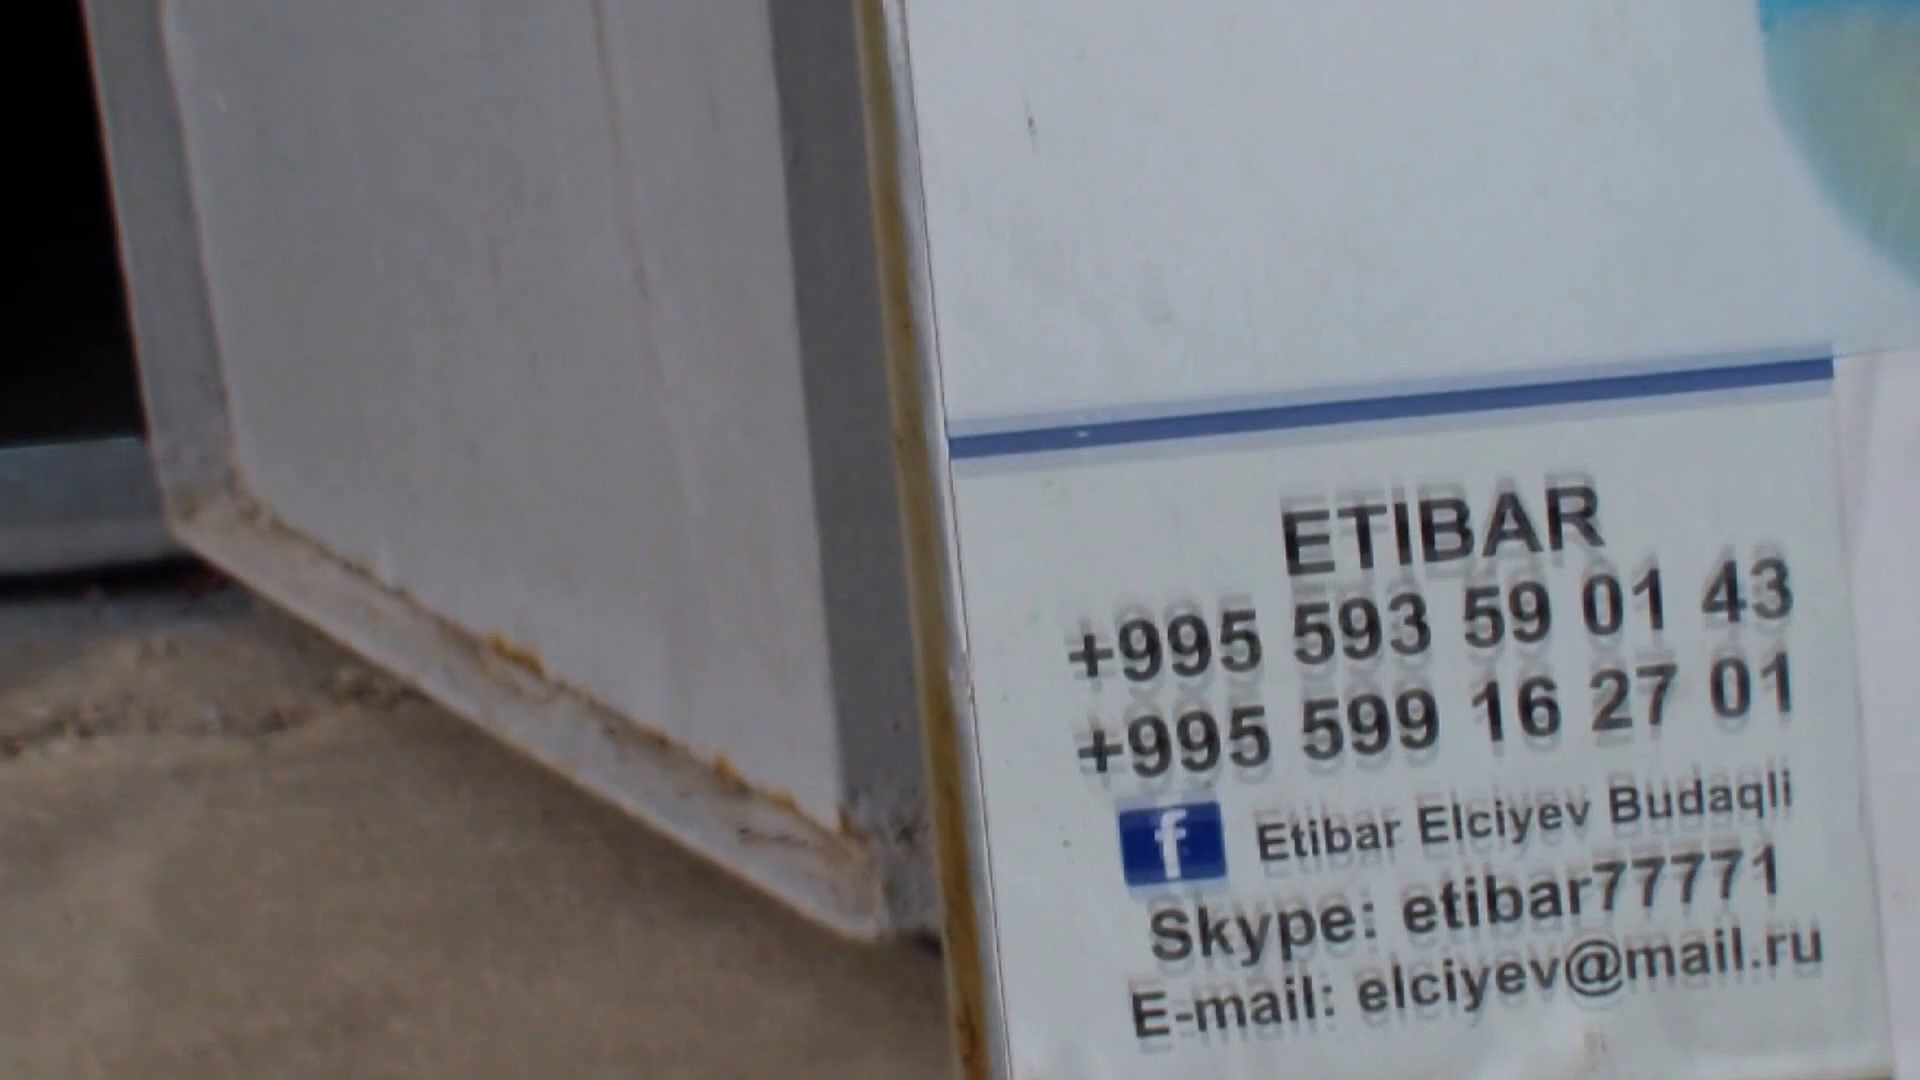 ETIBAR
+995 593 59 01 43
+995 599 16 27 01
f Etibar Elciyev Budaqli
Skype: etibar77771
E-mail: elciyev@mail.ru